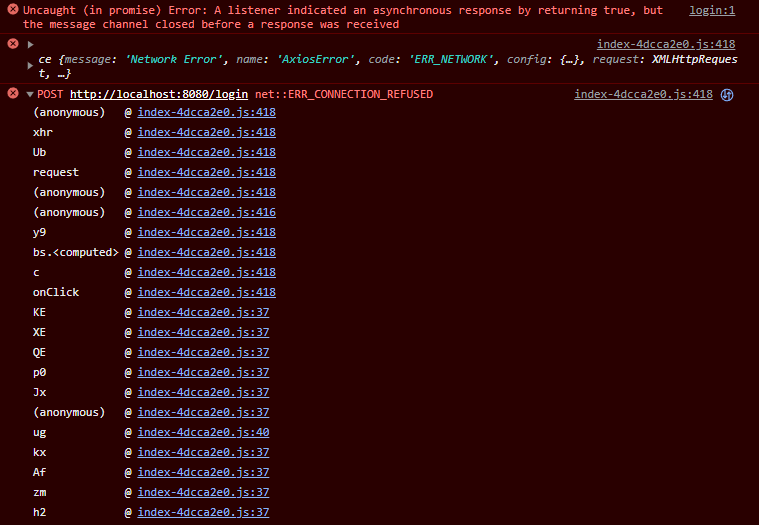 Uncaught (in promise) Error: A listener indicated an asynchronous response by returning true, but login:1
the message channel closed before a response was received
index-4dcca2e0.js:418
ce {message: 'Network Error', name: 'AxiosError', code: 'ERR_NETWORK', config: {…}, request: XMLHttpReques
t, …}
POST http://localhost:8080/login net::ERR_CONNECTION_REFUSED index-4dcca2e0.js:418
(anonymous) @ index-4dcca2e0.js:418
xhr @ index-4dcca2e0.js:418
Ub @ index-4dcca2e0.js:418
request @ index-4dcca2e0.js:418
(anonymous) @ index-4dcca2e0.js:418
(anonymous) @ index-4dcca2e0.js:416
y9 @ index-4dcca2e0.js:418
bs.<computed> @ index-4dcca2e0.js:418
c @ index-4dcca2e0.js:418
onClick @ index-4dcca2e0.js:418
KE @ index-4dcca2e0.js:37
XE @ index-4dcca2e0.js:37
QE @ index-4dcca2e0.js:37
p0 @ index-4dcca2e0.js:37
Jx @ index-4dcca2e0.js:37
(anonymous) @ index-4dcca2e0.js:37
ug @ index-4dcca2e0.js:40
kx @ index-4dcca2e0.js:37
Af @ index-4dcca2e0.js:37
zm @ index-4dcca2e0.js:37
h2 @ index-4dcca2e0.js:37